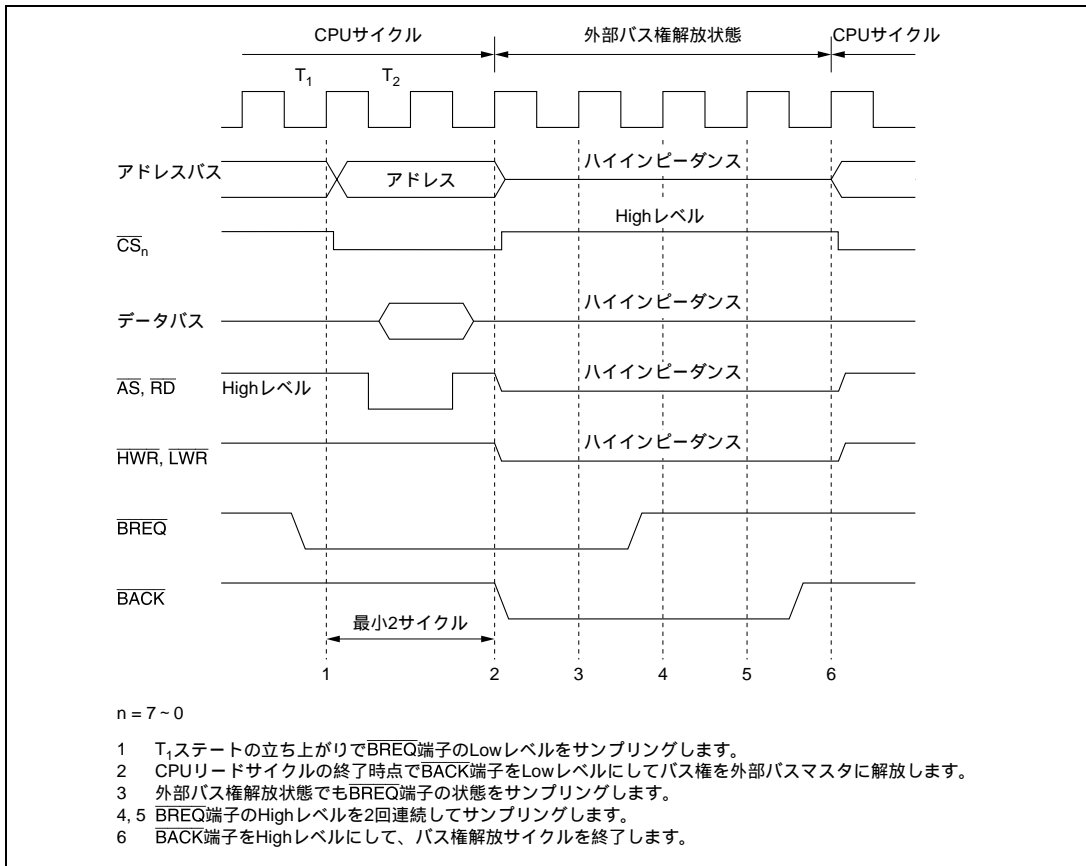 CPUサイクル 外部バス権解放状態 CPUサイクル
T1 T2
アドレスバス アドレス ハイインピーダンス
CSn Highレベル
データバス ハイインピーダンス
AS, RD Highレベル ハイインピーダンス
HWR, LWR ハイインピーダンス
BREQ
BACK
最小2サイクル
1 2 3 4 5 6
n = 7 ~ 0
1 T1ステートの立ち上がりでBREQ端子のLowレベルをサンプリングします。
2 CPUリードサイクルの終了時点でBACK端子をLowレベルにしてバス権を外部バスマスタに解放します。
3 外部バス権解放状態でもBREQ端子の状態をサンプリングします。
4, 5 BREQ端子のHighレベルを2回連続してサンプリングします。
6 BACK端子をHighレベルにして、バス権解放サイクルを終了します。